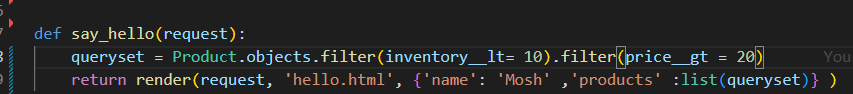 def say_hello(request):
queryset = Product.objects.filter(inventory__lt= 10).filter(price__gt = 20) You
return render(request, 'hello.html', {'name': 'Mosh' ,'products' :list(queryset)} )